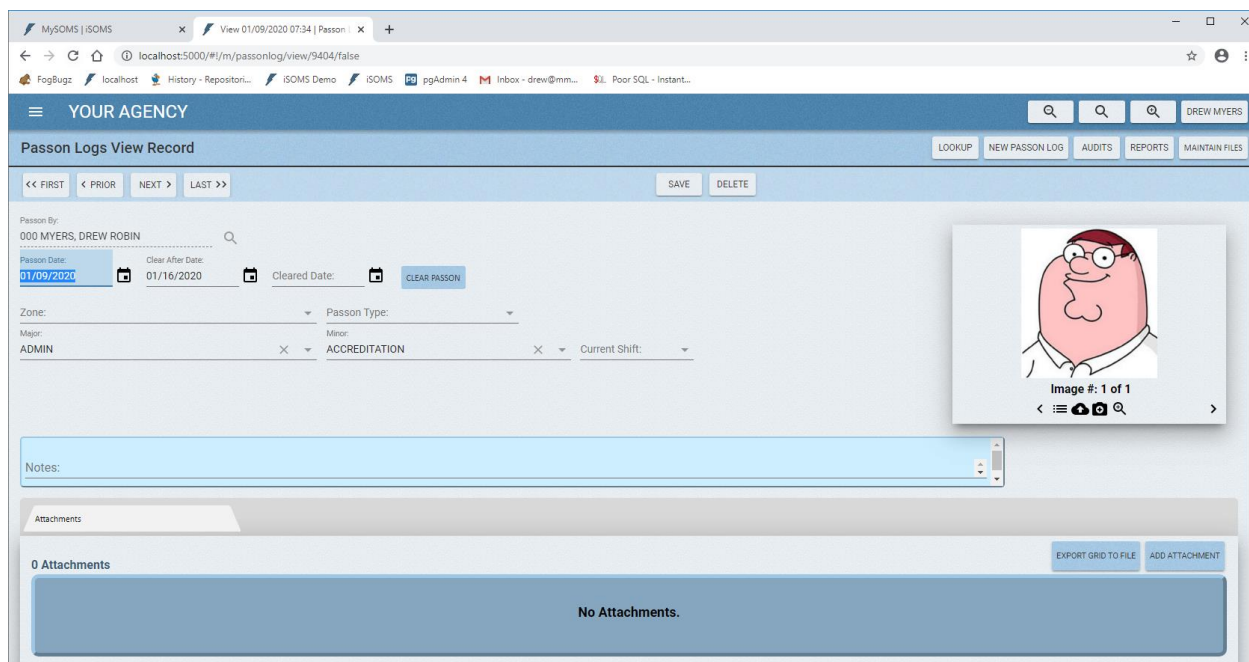 MySOMS | iSOMS
View 01/09/2020 07:34 | Passon
localhost:5000/#!/m/passonlog/view/9404/false
FogBugz localhost History - Repositori... iSOMS Demo iSOMS pgAdmin 4 Inbox - drew@mm... Poor SQL - Instant...
YOUR AGENCY DREW MYERS
Passon Logs View Record LOOKUP NEW PASSON LOG AUDITS REPORTS MAINTAIN FILES
<< FIRST < PRIOR NEXT > LAST >> SAVE DELETE
Passon By:
000 MYERS, DREW ROBIN
Passon Date: Clear After Date:
01/09/2020 01/16/2020 Cleared Date: CLEAR PASSON
Zone: Passon Type:
Major: Minor:
ADMIN ACCREDITATION Current Shift:
Image #: 1 of 1
Notes:
Attachments
0 Attachments EXPORT GRID TO FILE ADD ATTACHMENT
No Attachments.